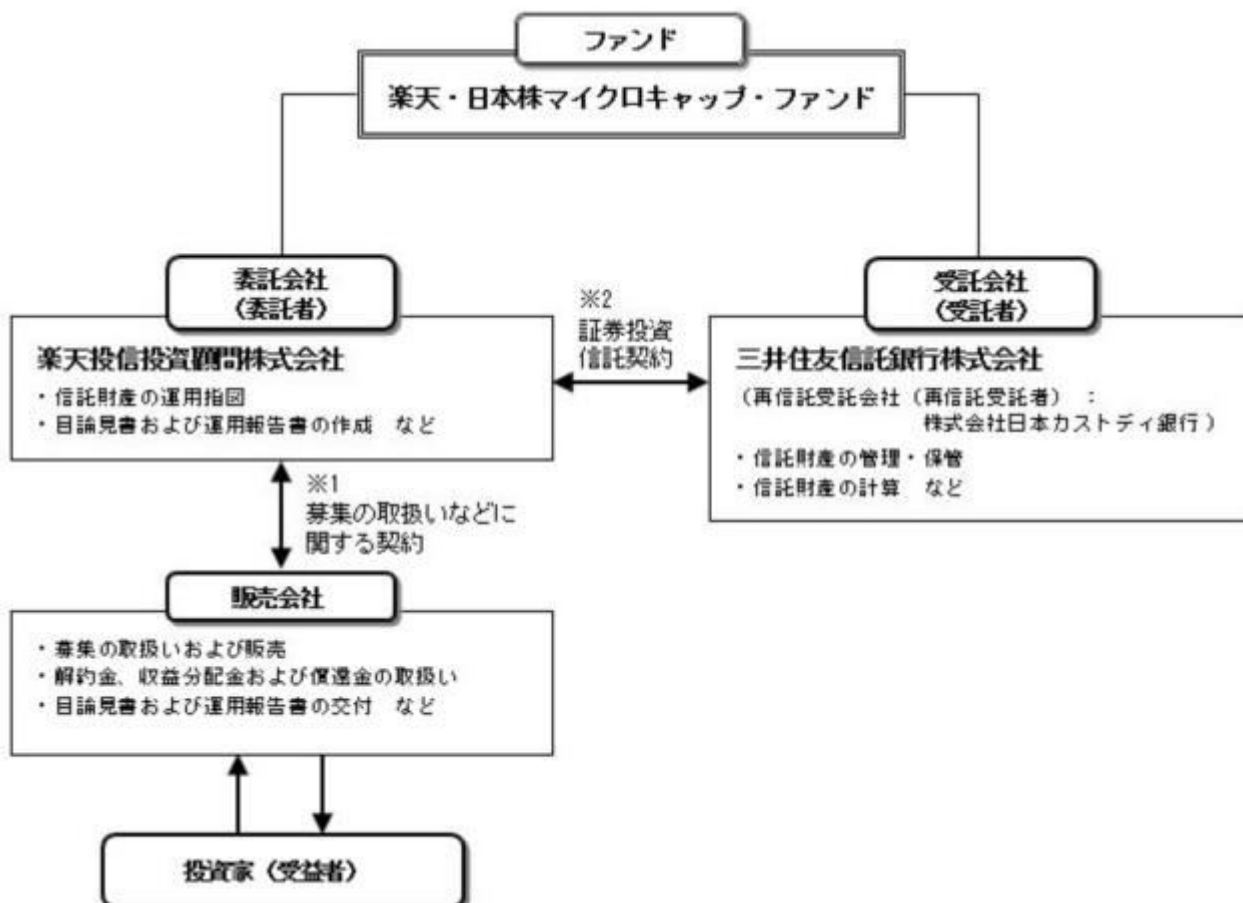 ファンド
楽天・日本株マイクロキャップ・ファンド
委託会社
（委託者）
楽天投信投資顧問株式会社
・信託財産の運用指図
・目論見書および運用報告書の作成　など
※2
証券投資
信託契約
受託会社
（受託者）
三井住友信託銀行株式会社
（再信託受託会社（再信託受託者）：
株式会社日本カストディ銀行）
・信託財産の管理・保管
・信託財産の計算　など
※1
募集の取扱いなどに
関する契約
販売会社
・募集の取扱いおよび販売
・解約金、収益分配金および償還金の取扱い
・目論見書および運用報告書の交付　など
投資家（受益者）